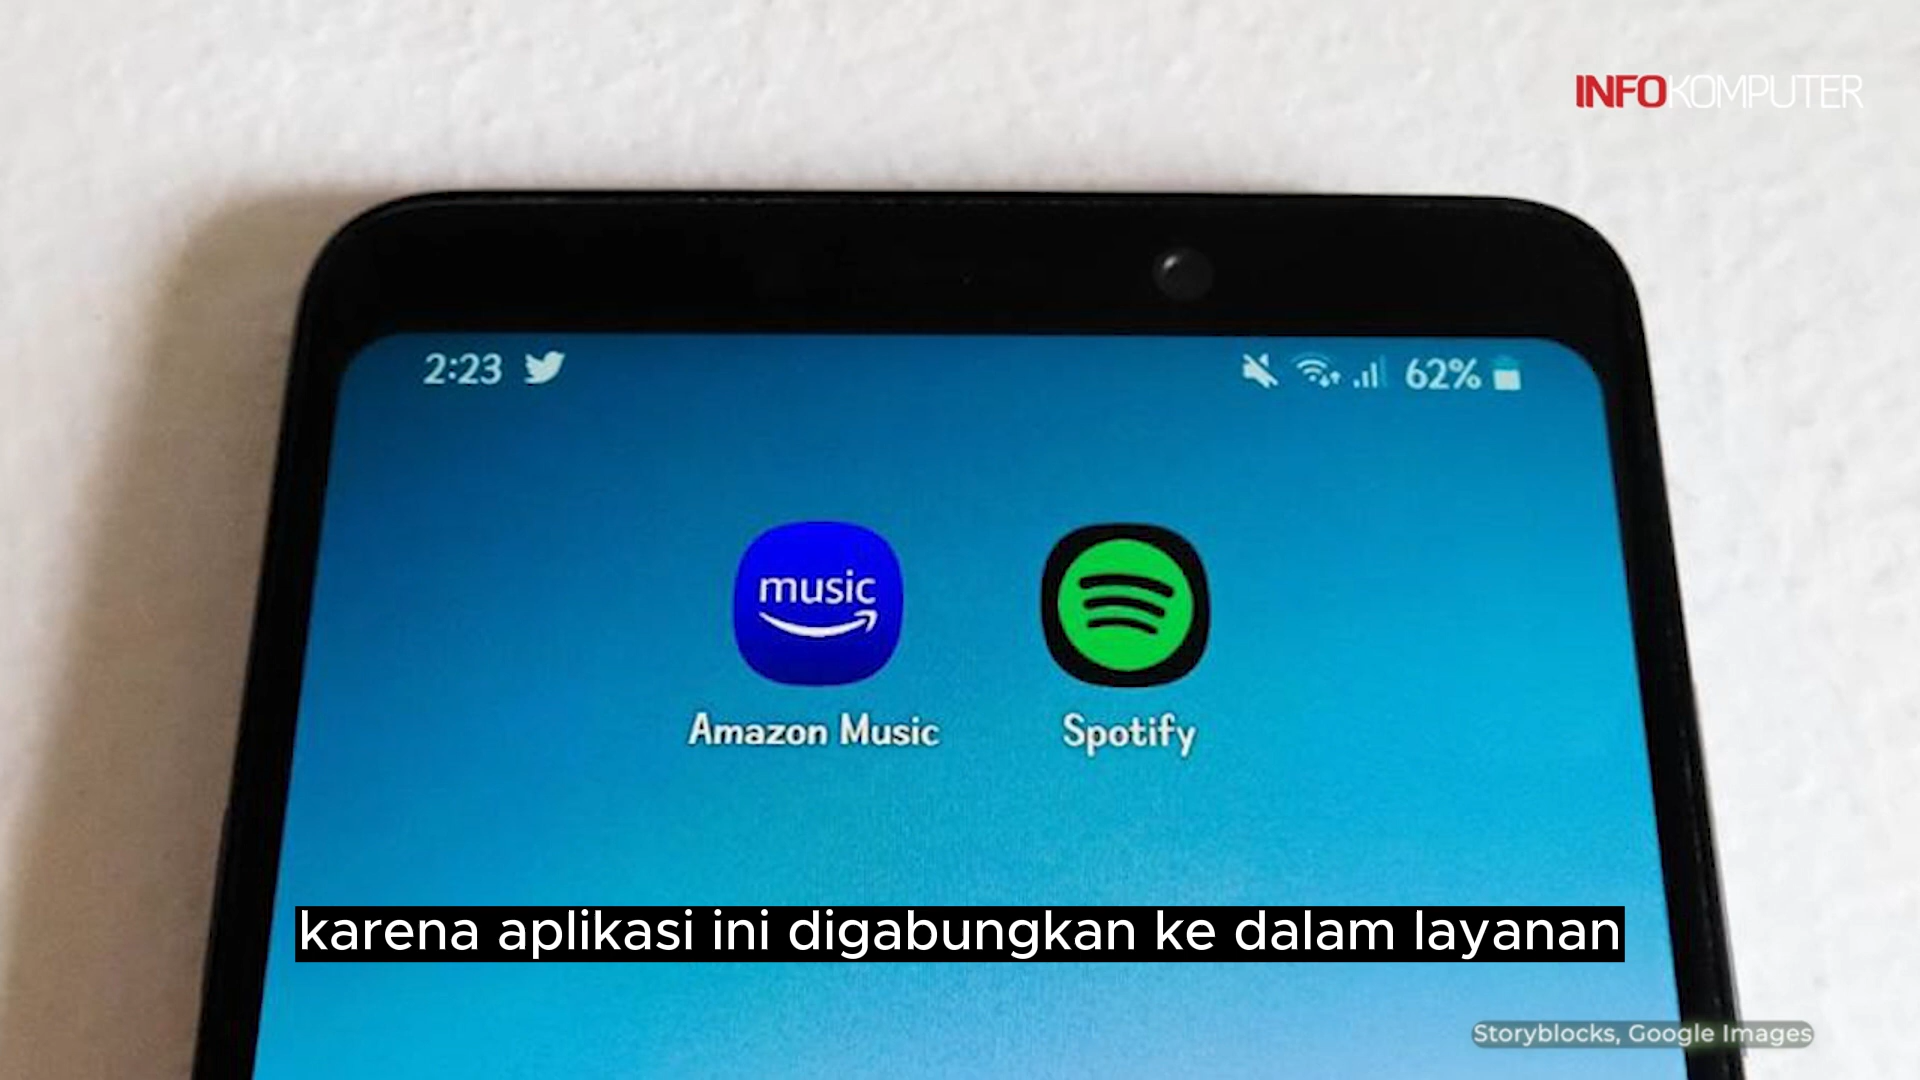 INFOKOMPUTER
2:23
62%
music
Amazon Music
Spotify
karena aplikasi ini digabungkan ke dalam layanan
Storyblocks, Google Images